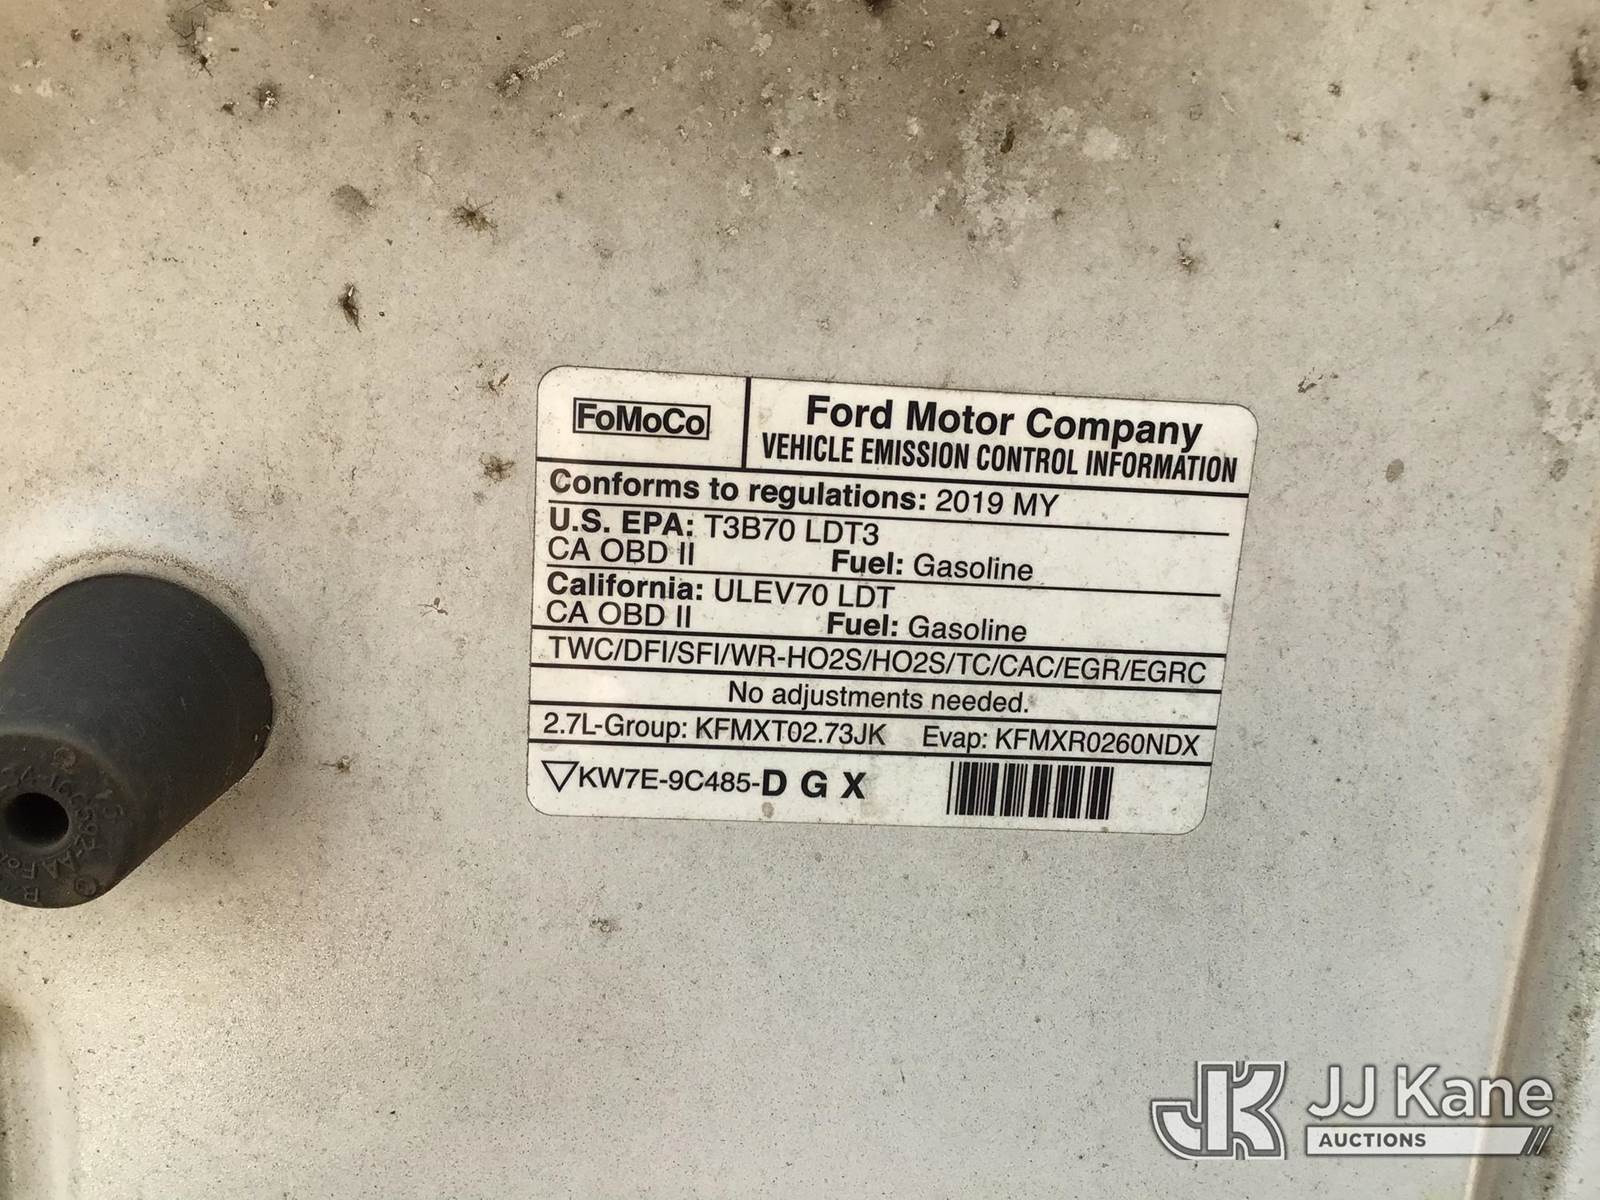 FoMoCo
Ford Motor Company
VEHICLE EMISSION CONTROL INFORMATION
Conforms to regulations: 2019 MY
U.S. EPA: T3B70 LDT3
CA OBD II Fuel: Gasoline
California: ULEV70 LDT
CA OBD II Fuel: Gasoline
TWC/DFI/SFI/WR-HO2S/HO2S/TC/CAC/EGR/EGRC
No adjustments needed.
2.7L-Group: KFMXT02.73JK Evap: KFMXR0260NDX
KW7E-9C485-D G X
JK JJ Kane
AUCTIONS